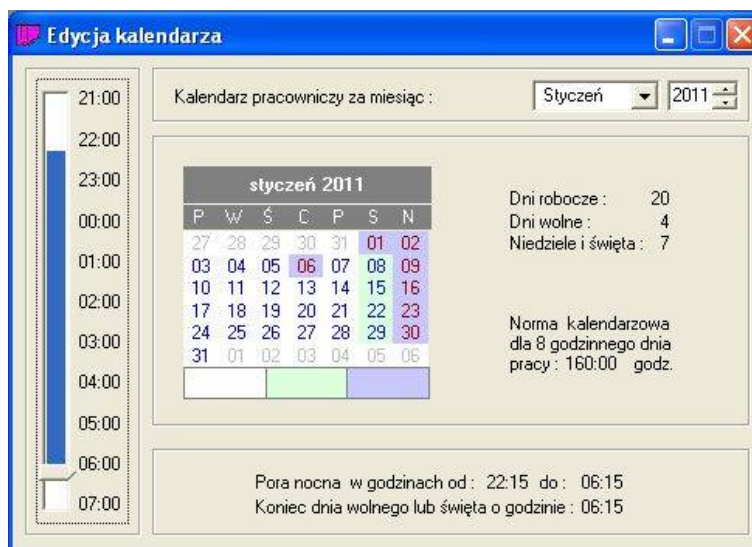 Edycja kalendarza
21:00
22:00
23:00
00:00
01:00
02:00
03:00
04:00
05:00
06:00
07:00
Kalendarz pracowniczy za miesiąc : Styczeń 2011
styczeń 2011
P W Ś C P S N
27 28 29 30 31 01 02
03 04 05 06 07 08 09
10 11 12 13 14 15 16
17 18 19 20 21 22 23
24 25 26 27 28 29 30
31 01 02 03 04 05 06
Dni robocze : 20
Dni wolne : 4
Niedziele i święta : 7
Norma kalendarzowa
dla 8 godzinnego dnia
pracy : 160:00 godz.
Pora nocna w godzinach od : 22:15 do : 06:15
Koniec dnia wolnego lub święta o godzinie : 06:15